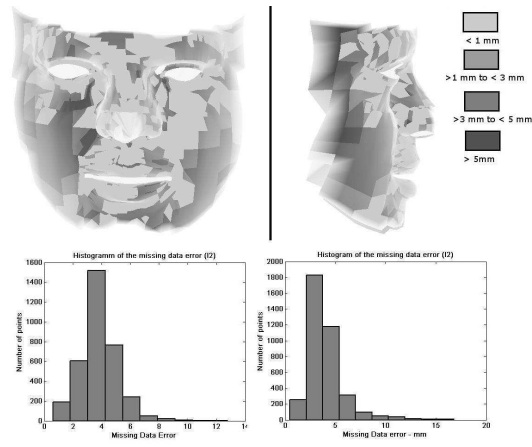 < 1 mm
>1 mm to < 3 mm
>3 mm to < 5 mm
> 5mm
Histogramm of the missing data error (l2)
1600
1400
1200
1000
800
600
400
200
0
0 2 4 6 8 10 12 14
Number of points
Missing Data Error
Histogram of the missing data error (l2)
2000
1800
1600
1400
1200
1000
800
600
400
200
0
0 5 10 15 20
Number of points
Missing Data Error - mm